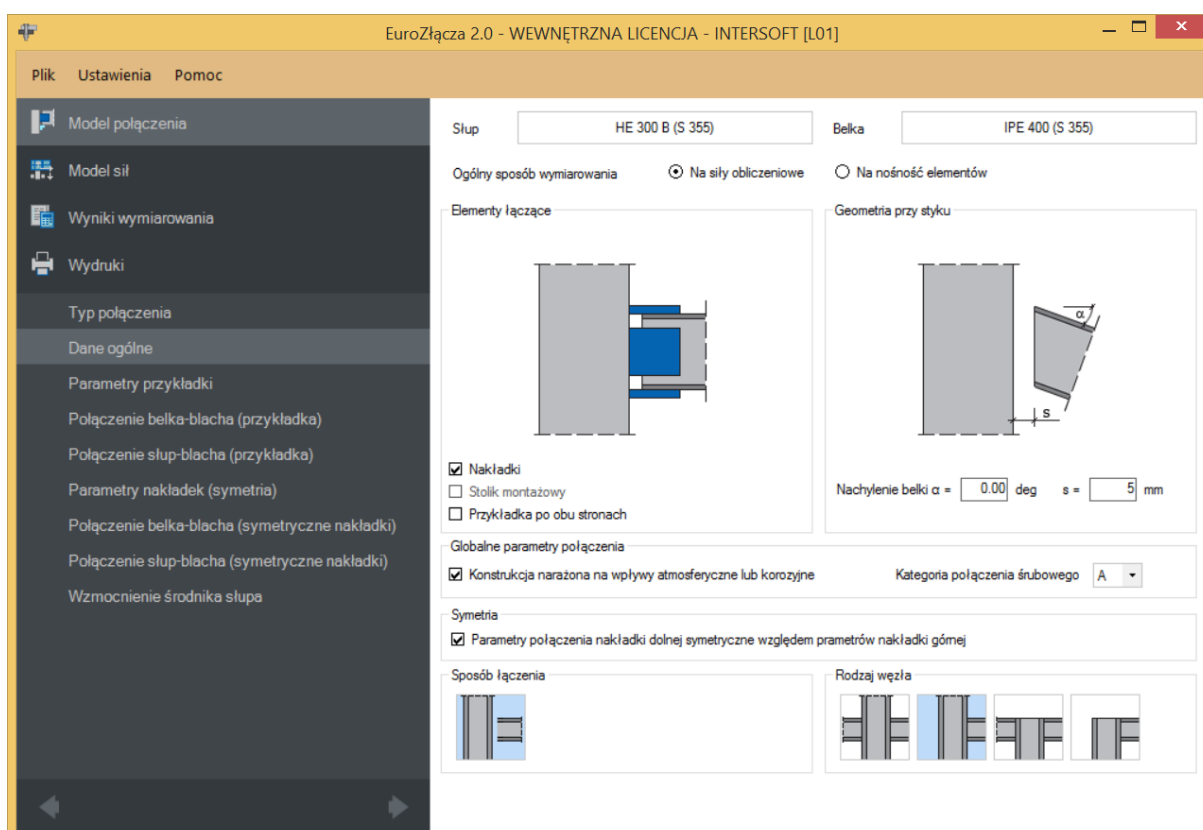 EuroZłącza 2.0 - WEWNĘTRZNA LICENCJA - INTERSOFT [L01]
Plik Ustawienia Pomoc
Model połączenia
Model sił
Wyniki wymiarowania
Wydruki
Typ połączenia
Dane ogólne
Parametry przykładki
Połączenie belka-blacha (przykładka)
Połączenie słup-blacha (przykładka)
Parametry nakładek (symetria)
Połączenie belka-blacha (symetryczne nakładki)
Połączenie słup-blacha (symetryczne nakładki)
Wzmocnienie środnika słupa
Słup HE 300 B (S 355) Belka IPE 400 (S 355)
Ogólny sposób wymiarowania Na siły obliczeniowe Na nośność elementów
Elementy łączące
Nakładki
Stolik montażowy
Przykładka po obu stronach
Geometria przy styku
α
s
Nachylenie belki α = 0.00 deg s = 5 mm
Globalne parametry połączenia
Konstrukcja narażona na wpływy atmosferyczne lub korozyjne Kategoria połączenia śrubowego A
Symetria
Parametry połączenia nakładki dolnej symetryczne względem prametrów nakładki górnej
Sposób łączenia
Rodzaj węzła